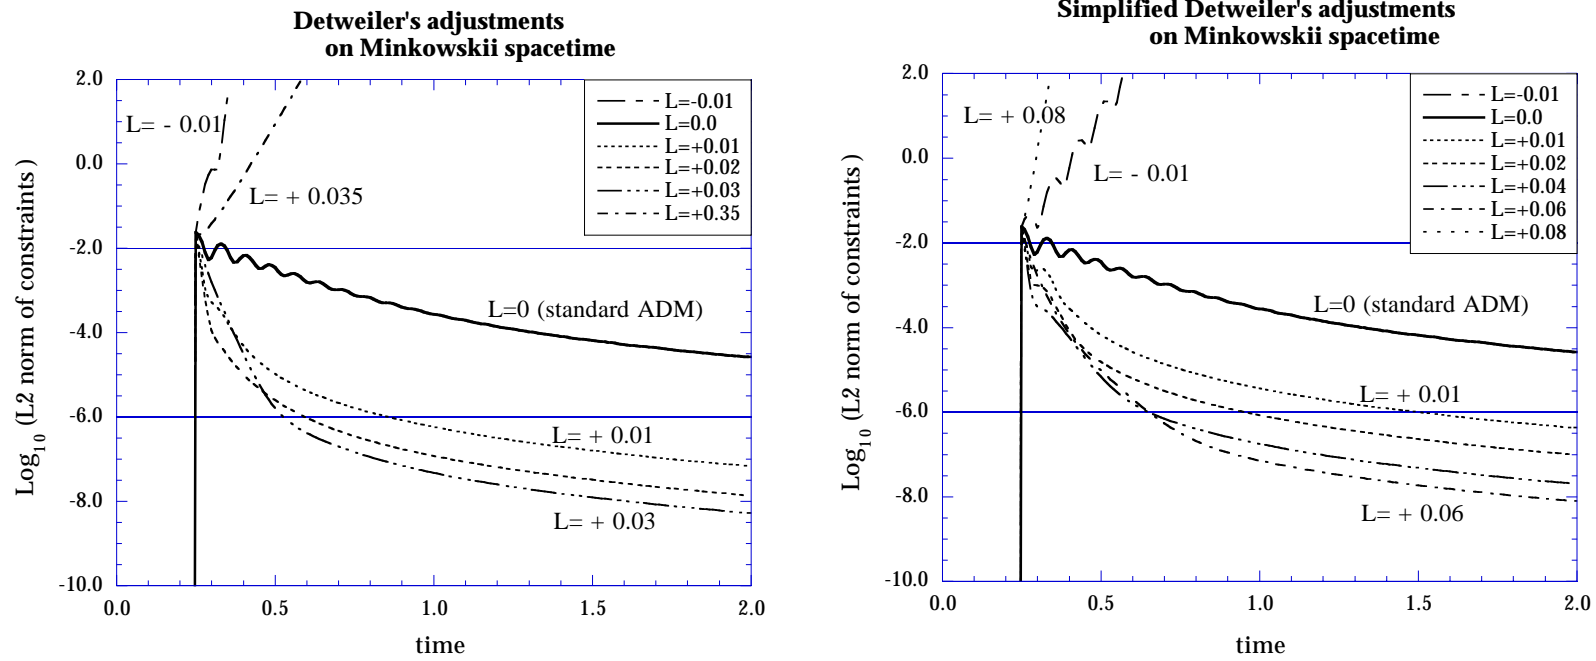 Detweiler's adjustments
on Minkowskii spacetime
Log10 (L2 norm of constraints )
2.0
0.0
-2.0
-4.0
-6.0
-8.0
-10.0
L= - 0.01
L= + 0.035
L=-0.01
L=0.0
L=+0.01
L=+0.02
L=+0.03
L=+0.35
L=0 (standard ADM)
L= + 0.01
L= + 0.03
0.0 0.5 1.0 1.5 2.0
time
Simplified Detweiler's adjustments
on Minkowskii spacetime
Log10 (L2 norm of constraints )
2.0
0.0
-2.0
-4.0
-6.0
-8.0
-10.0
L= + 0.08
L= - 0.01
L=-0.01
L=0.0
L=+0.01
L=+0.02
L=+0.04
L=+0.06
L=+0.08
L=0 (standard ADM)
L= + 0.01
L= + 0.06
0.0 0.5 1.0 1.5 2.0
time